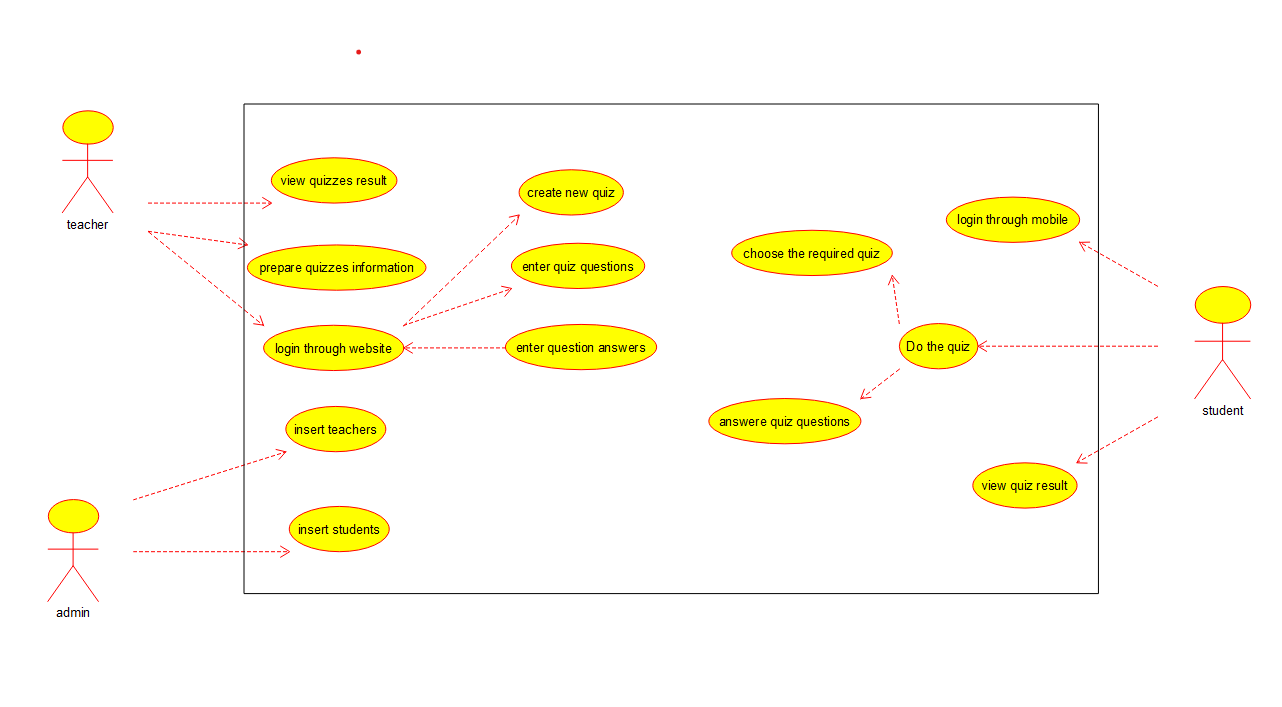 teacher
view quizzes result
prepare quizzes information
login through website
create new quiz
enter quiz questions
enter question answers
insert teachers
insert students
admin
choose the required quiz
login through mobile
Do the quiz
answere quiz questions
view quiz result
student